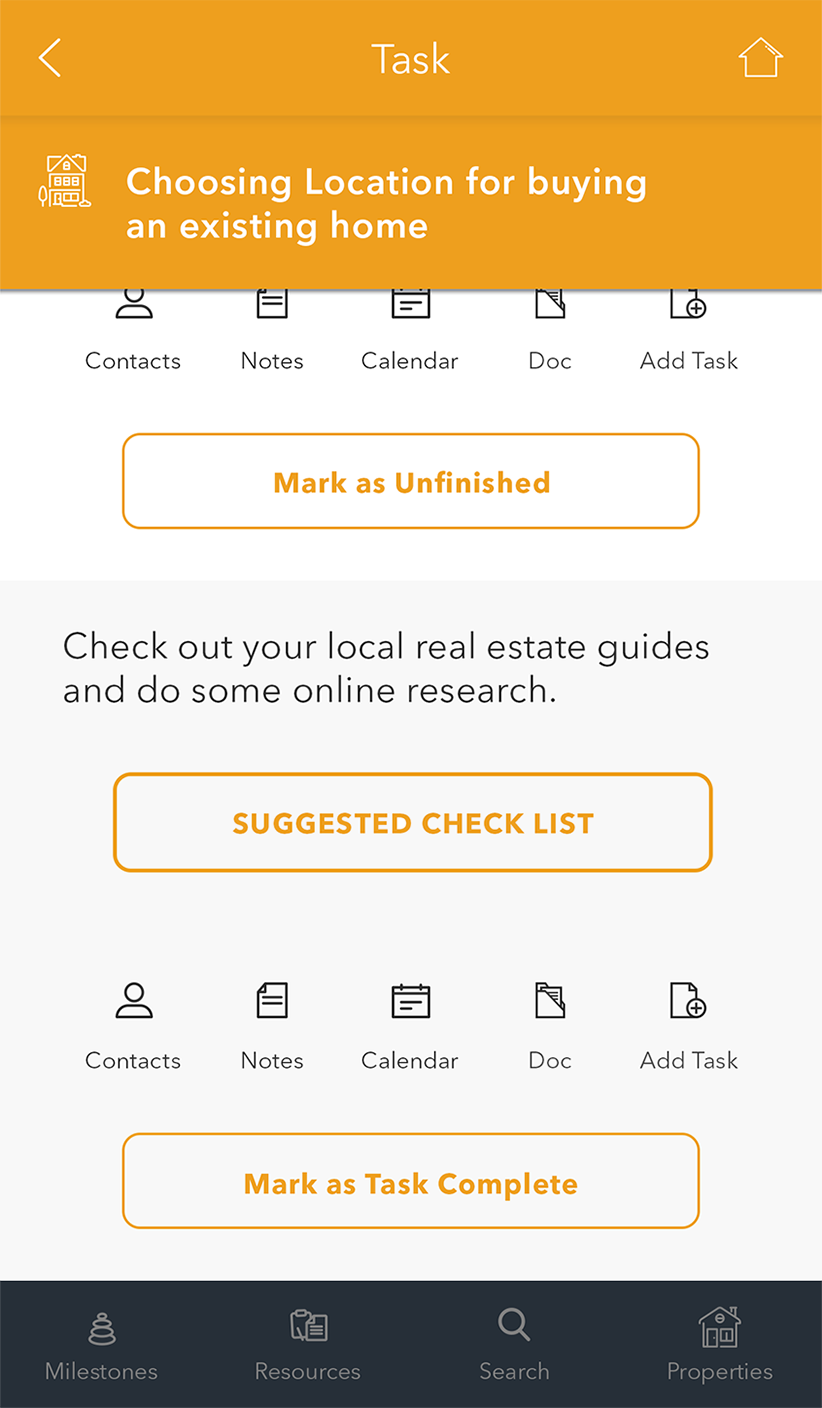 Task
Choosing Location for buying
an existing home
Contacts Notes Calendar Doc Add Task
Mark as Unfinished
Check out your local real estate guides
and do some online research.
SUGGESTED CHECK LIST
Contacts Notes Calendar Doc Add Task
Mark as Task Complete
Milestones Resources Search Properties